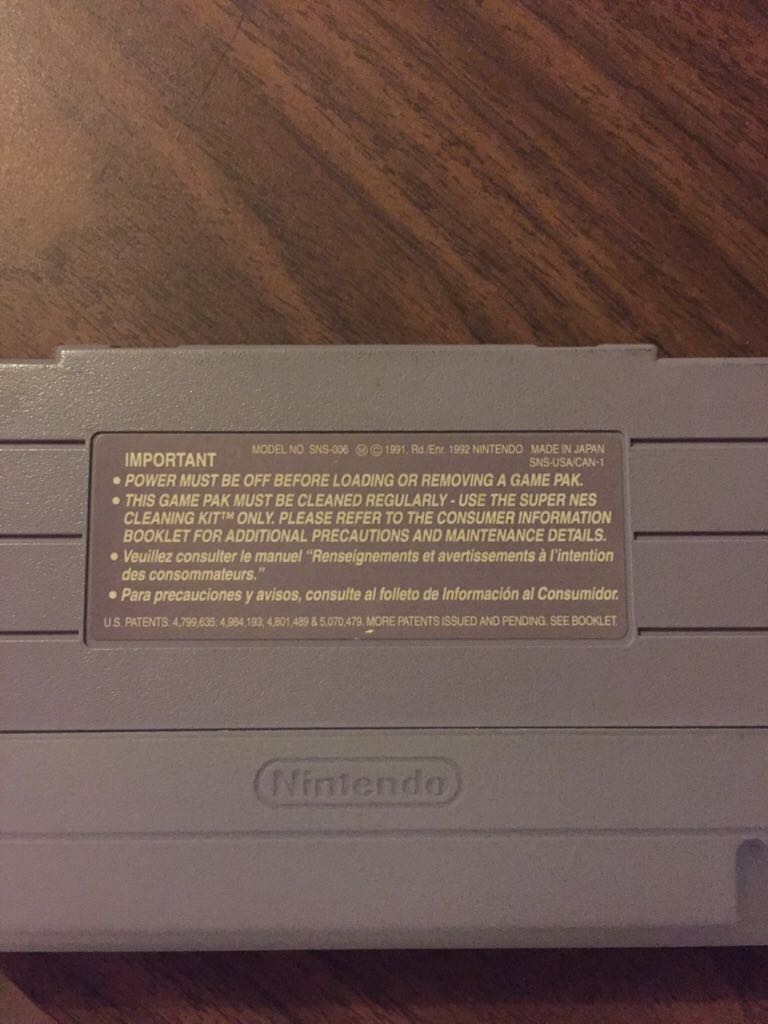 MODEL NO. SNS-006 Ⓜ © 1991, Rd./Enr. 1992 NINTENDO MADE IN JAPAN
IMPORTANT SNS-USA/CAN-1
• POWER MUST BE OFF BEFORE LOADING OR REMOVING A GAME PAK.
• THIS GAME PAK MUST BE CLEANED REGULARLY - USE THE SUPER NES
CLEANING KIT™ ONLY. PLEASE REFER TO THE CONSUMER INFORMATION
BOOKLET FOR ADDITIONAL PRECAUTIONS AND MAINTENANCE DETAILS.
• Veuillez consulter le manuel "Renseignements et avertissements à l'intention
des consommateurs."
• Para precauciones y avisos, consulte al folleto de Información al Consumidor.
U.S. PATENTS: 4,799,635; 4,984,193; 4,801,489 & 5,070,479. MORE PATENTS ISSUED AND PENDING. SEE BOOKLET.
Nintendo